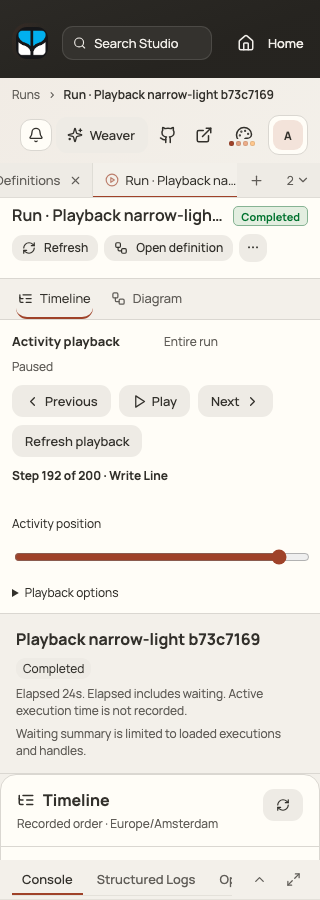 Search Studio
Home
Runs › Run · Playback narrow-light b73c7169
Weaver
A
Definitions
Run · Playback na...
2
Run · Playback narrow-ligh...
Completed
Refresh
Open definition
Timeline
Diagram
Activity playback
Entire run
Paused
Previous
Play
Next
Refresh playback
Step 192 of 200 · Write Line
Activity position
Playback options
Playback narrow-light b73c7169
Completed
Elapsed 24s. Elapsed includes waiting. Active
execution time is not recorded.
Waiting summary is limited to loaded executions
and handles.
Timeline
Recorded order · Europe/Amsterdam
Console
Structured Logs